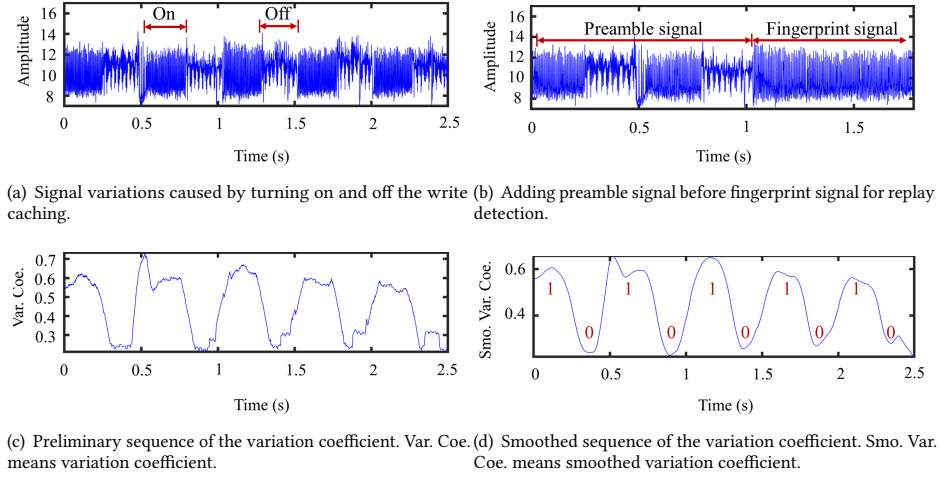 On Off
16
14
12
10
8
Amplitude
0 0.5 1 1.5 2 2.5
Time (s)
(a) Signal variations caused by turning on and off the write
caching.
Preamble signal Fingerprint signal
16
14
12
10
8
Amplitude
0 0.5 1 1.5
Time (s)
(b) Adding preamble signal before fingerprint signal for replay
detection.
0.7
0.6
0.5
0.4
0.3
Var. Coe.
0 0.5 1 1.5 2 2.5
Time (s)
(c) Preliminary sequence of the variation coefficient. Var. Coe.
means variation coefficient.
0.6
0.4
Smo. Var. Coe.
1 0 1 0 1 0 1 0 1 0
0 0.5 1 1.5 2 2.5
Time (s)
(d) Smoothed sequence of the variation coefficient. Smo. Var.
Coe. means smoothed variation coefficient.